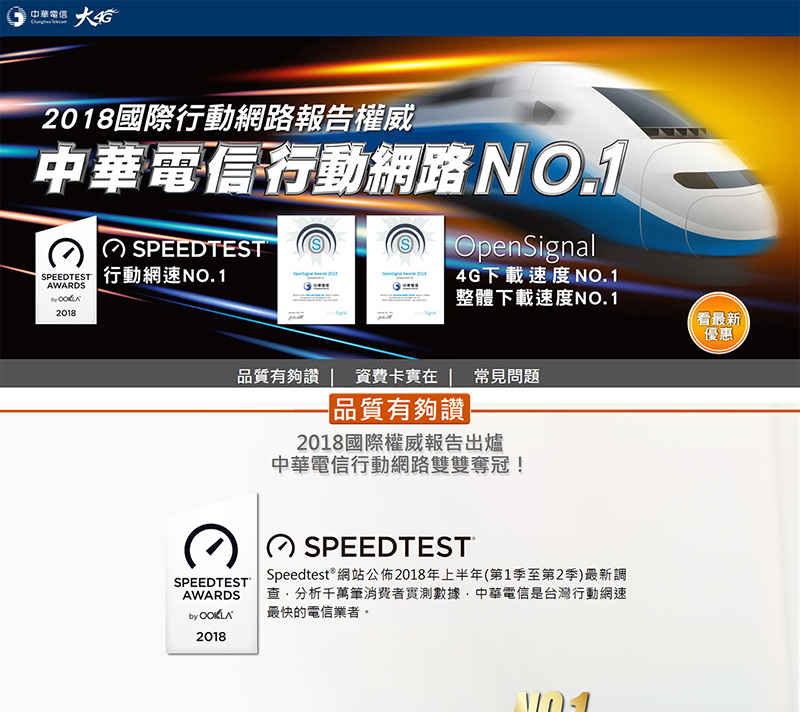 中華電信
Chunghwa Telecom
大4G
2018國際行動網路報告權威
中華電信行動網路NO.1
SPEEDTEST
AWARDS
by OOKLA
2018
SPEEDTEST
行動網速NO.1
OpenSignal Awards 2018
中華電信
OpenSignal Awards 2018
中華電信
OpenSignal
4G下載速度NO.1
整體下載速度NO.1
看最新
優惠
品質有夠讚 | 資費卡實在 | 常見問題
品質有夠讚
2018國際權威報告出爐
中華電信行動網路雙雙奪冠！
SPEEDTEST®
AWARDS
by OOKLA®
2018
SPEEDTEST®
Speedtest®網站公佈2018年上半年(第1季至第2季)最新調
查，分析千萬筆消費者實測數據，中華電信是台灣行動網速
最快的電信業者。
NO.1